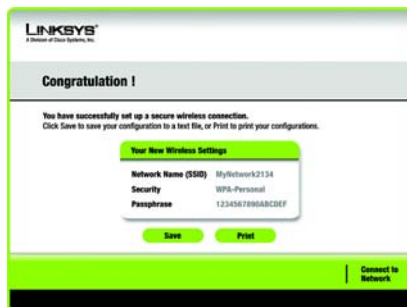 LINKSYS®
A Division of Cisco Systems, Inc.
Congratulation !
You have successfully set up a secure wireless connection.
Click Save to save your configuration to a text file, or Print to print your configurations.
Your New Wireless Settings
Network Name (SSID) MyNetwork2134
Security WPA-Personal
Passphrase 1234567890ABCDEF
Save Print
Connect to
Network